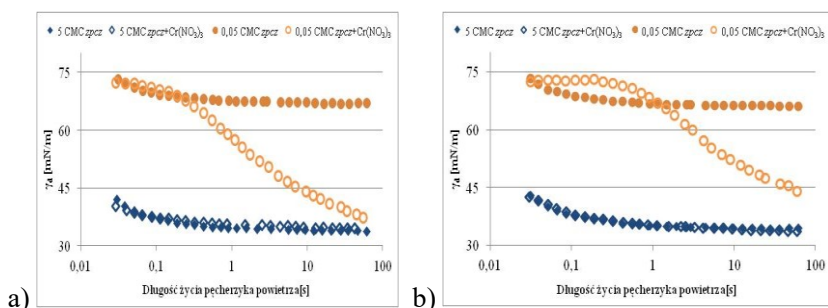 5 CMC zpcz 5 CMC zpcz+Cr(NO₃)₃ 0,05 CMC zpcz 0,05 CMC zpcz+Cr(NO₃)₃
75
60
45
30
γa [mN/m]
0,01 0,1 1 10 100
Długość życia pęcherzyka powietrza[s]
a)
5 CMC zpcz 5 CMC zpcz+Cr(NO₃)₃ 0,05 CMC zpcz 0,05 CMC zpcz+Cr(NO₃)₃
75
60
45
30
γa [mN/m]
0,01 0,1 1 10 100
Długość życia pęcherzyka powietrza[s]
b)